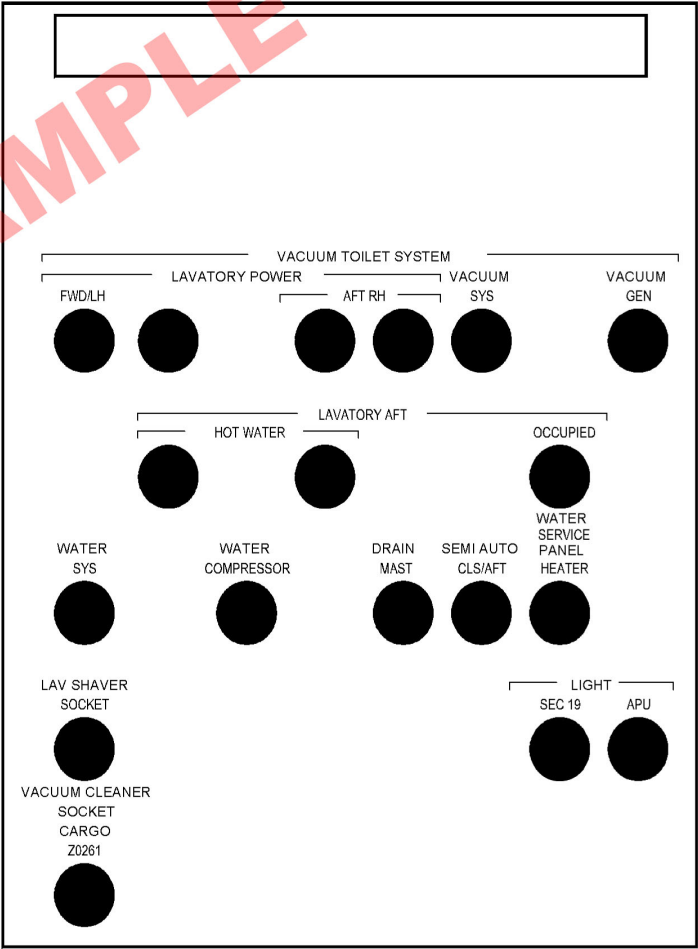 AMPLE
VACUUM TOILET SYSTEM
LAVATORY POWER
VACUUM
VACUUM
FWD/LH
AFT RH
SYS
GEN
LAVATORY AFT
HOT WATER
OCCUPIED
WATER
SERVICE
WATER
WATER
DRAIN
SEMI AUTO
PANEL
SYS
COMPRESSOR
MAST
CLS/AFT
HEATER
LAV SHAVER
LIGHT
SOCKET
SEC 19
APU
VACUUM CLEANER
SOCKET
CARGO
Z0261